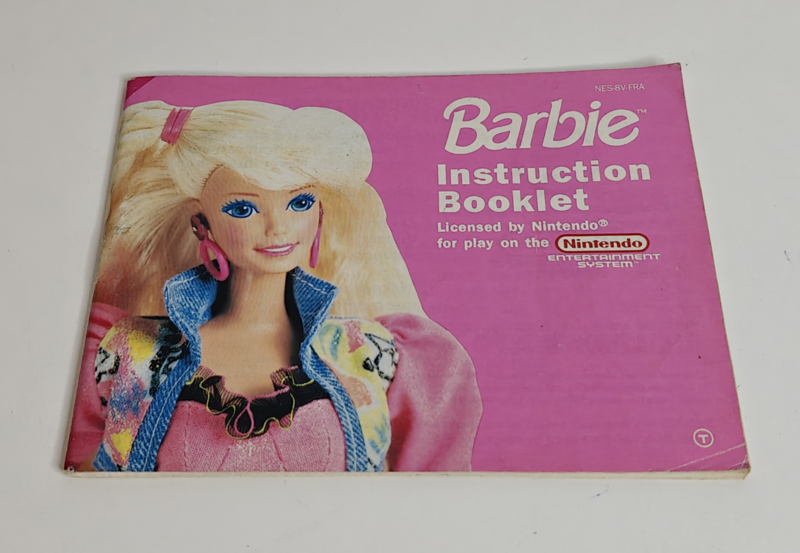 NES-BV-FRA
Barbie™
Instruction
Booklet
Licensed by Nintendo®
for play on the Nintendo
ENTERTAINMENT
SYSTEM™
T